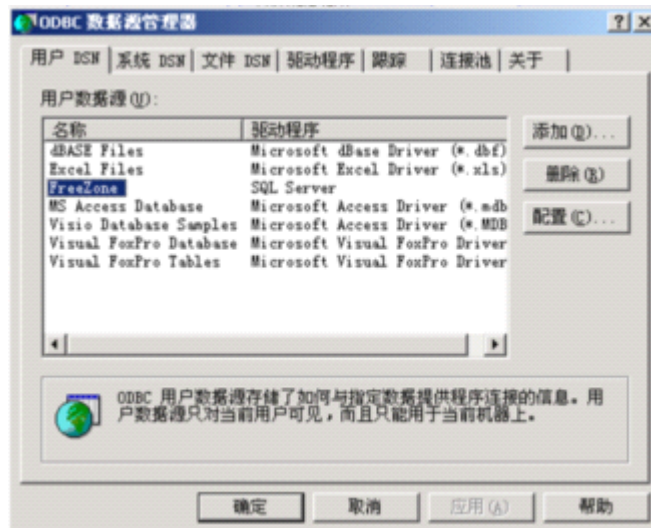 ODBC 数据源管理器
用户 DSN 系统 DSN 文件 DSN 驱动程序 跟踪 连接池 关于
用户数据源(U):
名称 驱动程序
dBASE Files Microsoft dBase Driver (*.dbf)
Excel Files Microsoft Excel Driver (*.xls)
FreeZone SQL Server
MS Access Database Microsoft Access Driver (*.mdb
Visio Database Samples Microsoft Access Driver (*.MDB
Visual FoxPro Database Microsoft Visual FoxPro Driver
Visual FoxPro Tables Microsoft Visual FoxPro Driver
添加(D)...
删除(R)
配置(C)...
ODBC 用户数据源存储了如何与指定数据提供程序连接的信息。用
户数据源只对当前用户可见，而且只能用于当前机器上。
确定 取消 应用(A) 帮助